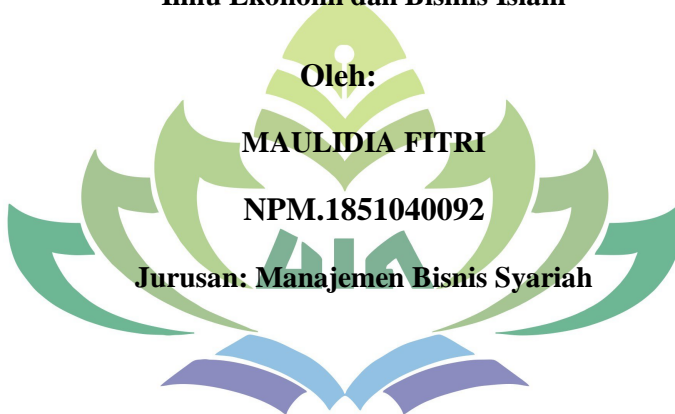 Ilmu Ekonomi dan Bisnis Islam
Oleh:
MAULIDIA FITRI
NPM.1851040092
Jurusan: Manajemen Bisnis Syariah